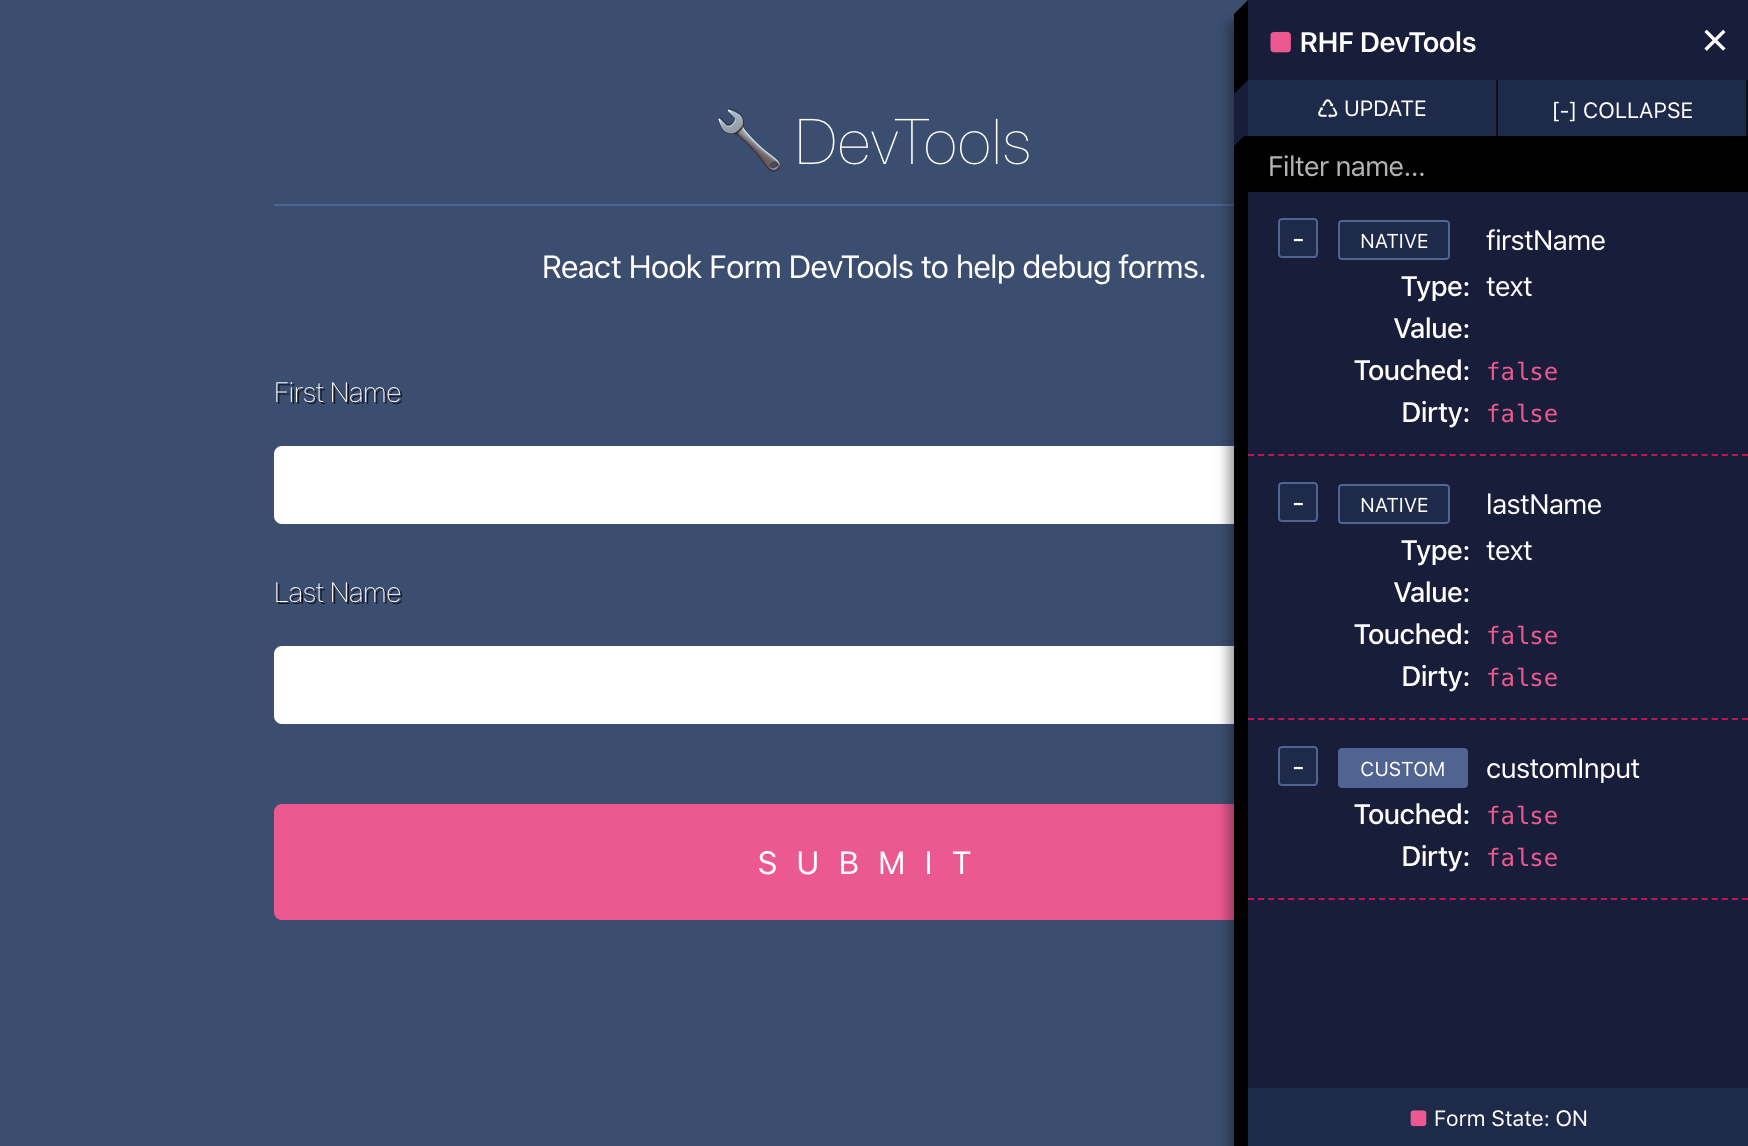 DevTools
React Hook Form DevTools to help debug forms.
First Name
Last Name
SUBMIT
RHF DevTools
UPDATE
[-] COLLAPSE
Filter name...
- NATIVE firstName
Type: text
Value:
Touched: false
Dirty: false
- NATIVE lastName
Type: text
Value:
Touched: false
Dirty: false
- CUSTOM customInput
Touched: false
Dirty: false
Form State: ON